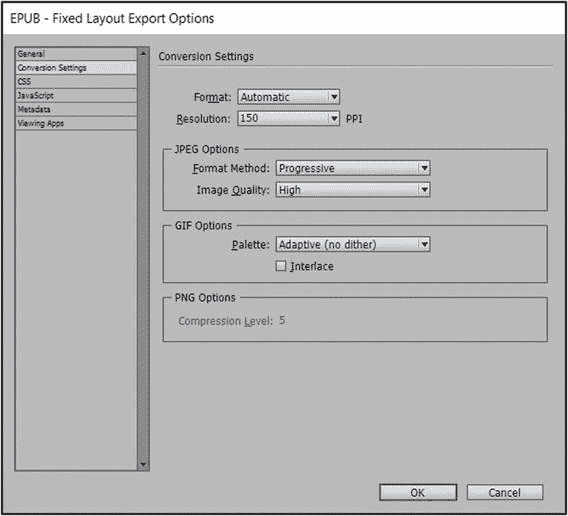 EPUB - Fixed Layout Export Options
General
Conversion Settings
CSS
JavaScript
Metadata
Viewing Apps
Conversion Settings
Format: Automatic
Resolution: 150 PPI
JPEG Options
Format Method: Progressive
Image Quality: High
GIF Options
Palette: Adaptive (no dither)
Interlace
PNG Options
Compression Level: 5
OK Cancel